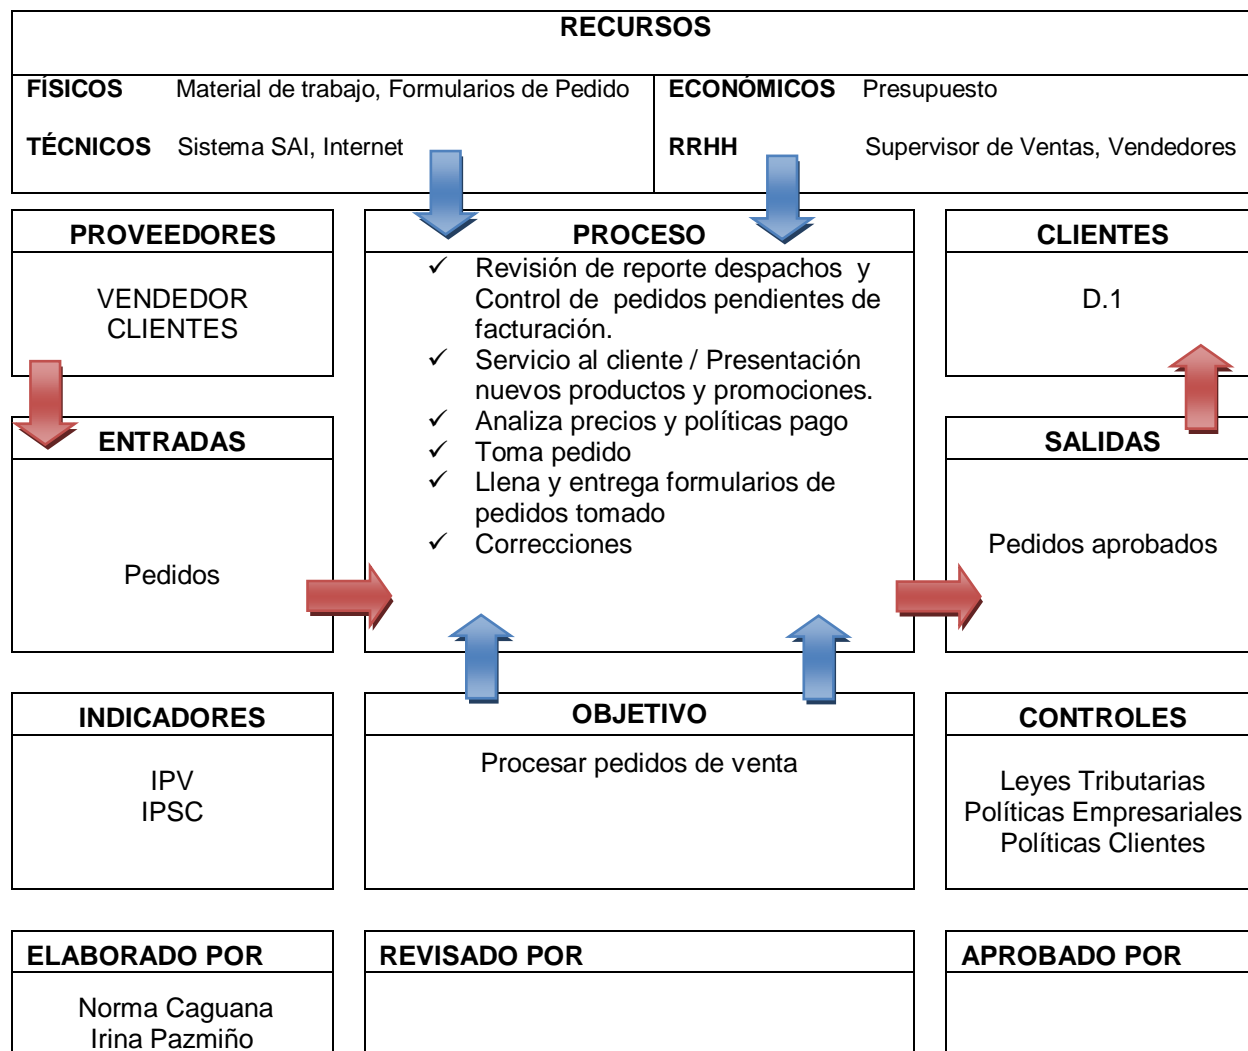 RECURSOS
FÍSICOS Material de trabajo, Formularios de Pedido
ECONÓMICOS Presupuesto
TÉCNICOS Sistema SAI, Internet
RRHH Supervisor de Ventas, Vendedores
PROVEEDORES
VENDEDOR
CLIENTES
PROCESO
✓ Revisión de reporte despachos y
Control de pedidos pendientes de
facturación.
✓ Servicio al cliente / Presentación
nuevos productos y promociones.
✓ Analiza precios y políticas pago
✓ Toma pedido
✓ Llena y entrega formularios de
pedidos tomado
✓ Correcciones
CLIENTES
D.1
ENTRADAS
Pedidos
SALIDAS
Pedidos aprobados
INDICADORES
IPV
IPSC
OBJETIVO
Procesar pedidos de venta
CONTROLES
Leyes Tributarias
Políticas Empresariales
Políticas Clientes
ELABORADO POR
Norma Caguana
Irina Pazmiño
REVISADO POR
APROBADO POR